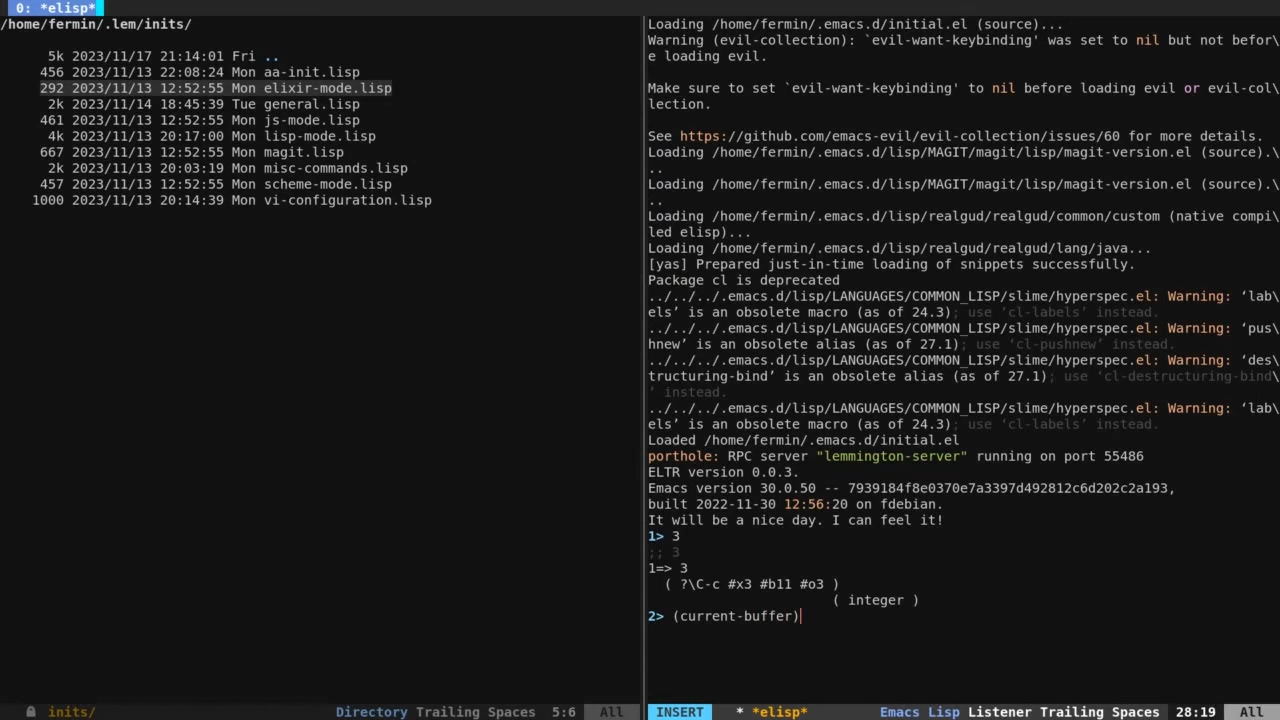 0: *elisp*
/home/fermin/.lem/inits/
5k 2023/11/17 21:14:01 Fri ..
456 2023/11/13 22:08:24 Mon aa-init.lisp
292 2023/11/13 12:52:55 Mon elixir-mode.lisp
2k 2023/11/14 18:45:39 Tue general.lisp
461 2023/11/13 12:52:55 Mon js-mode.lisp
4k 2023/11/13 20:17:00 Mon lisp-mode.lisp
667 2023/11/13 12:52:55 Mon magit.lisp
2k 2023/11/13 20:03:19 Mon misc-commands.lisp
457 2023/11/13 12:52:55 Mon scheme-mode.lisp
1000 2023/11/13 20:14:39 Mon vi-configuration.lisp
inits/ Directory Trailing Spaces 5:6 All
Loading /home/fermin/.emacs.d/initial.el (source)...
Warning (evil-collection): `evil-want-keybinding' was set to nil but not befor\
e loading evil.
Make sure to set `evil-want-keybinding' to nil before loading evil or evil-col\
lection.
See https://github.com/emacs-evil/evil-collection/issues/60 for more details.
Loading /home/fermin/.emacs.d/lisp/MAGIT/magit/lisp/magit-version.el (source).\
..
Loading /home/fermin/.emacs.d/lisp/MAGIT/magit/lisp/magit-version.el (source).\
..
Loading /home/fermin/.emacs.d/lisp/realgud/realgud/common/custom (native compi\
led elisp)...
Loading /home/fermin/.emacs.d/lisp/realgud/realgud/lang/java...
[yas] Prepared just-in-time loading of snippets successfully.
Package cl is deprecated
../../../.emacs.d/lisp/LANGUAGES/COMMON_LISP/slime/hyperspec.el: Warning: ‘lab\
els’ is an obsolete macro (as of 24.3); use ‘cl-labels’ instead.
../../../.emacs.d/lisp/LANGUAGES/COMMON_LISP/slime/hyperspec.el: Warning: ‘pus\
hnew’ is an obsolete alias (as of 27.1); use ‘cl-pushnew’ instead.
../../../.emacs.d/lisp/LANGUAGES/COMMON_LISP/slime/hyperspec.el: Warning: ‘des\
tructuring-bind’ is an obsolete alias (as of 27.1); use ‘cl-destructuring-bind\
’ instead.
../../../.emacs.d/lisp/LANGUAGES/COMMON_LISP/slime/hyperspec.el: Warning: ‘lab\
els’ is an obsolete macro (as of 24.3); use ‘cl-labels’ instead.
Loaded /home/fermin/.emacs.d/initial.el
porthole: RPC server "lemmington-server" running on port 55486
ELTR version 0.0.3.
Emacs version 30.0.50 -- 7939184f8e0370e7a3397d492812c6d202c2a193,
built 2022-11-30 12:56:20 on fdebian.
It will be a nice day. I can feel it!
1> 3
;; 3
1=> 3
( ?\C-c #x3 #b11 #o3 )
( integer )
2> (current-buffer)
INSERT * *elisp* Emacs Lisp Listener Trailing Spaces 28:19 All